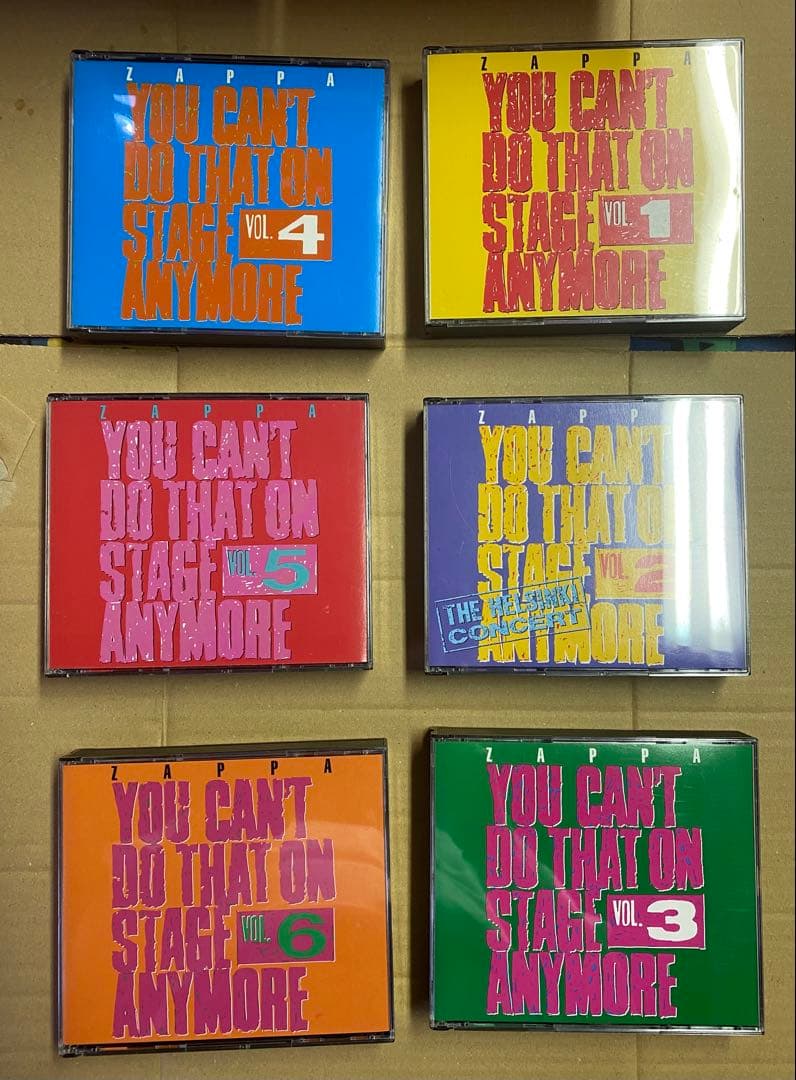 ZAPPA
YOU CAN'T
DO THAT ON
STAGE VOL. 4
ANYMORE
ZAPPA
YOU CAN'T
DO THAT ON
STAGE VOL. 1
ANYMORE
ZAPPA
YOU CAN'T
DO THAT ON
STAGE VOL. 5
ANYMORE
ZAPP
YOU CAN'T
DO THAT ON
STAGE VOL. 2
THE HELSINKI
CONCERT
ANYMORE
ZAPPA
YOU CAN'T
DO THAT ON
STAGE VOL. 6
ANYMORE
ZAPPA
YOU CAN'T
DO THAT ON
STAGE VOL. 3
ANYMORE